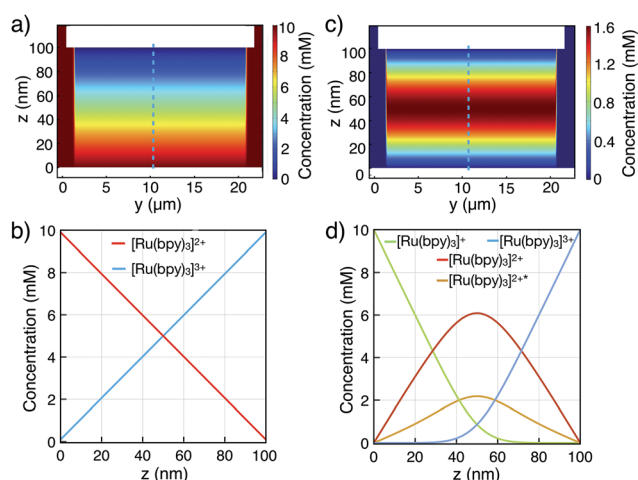 a)
100
80
60
40
20
0
z (nm)
0
5
10
15
20
y (µm)
10
8
6
4
2
0
Concentration (mM)
c)
100
80
60
40
20
0
z (nm)
0
5
10
15
20
y (µm)
1.6
1.2
0.8
0.4
0
Concentration (mM)
b)
10
8
6
4
2
0
Concentration (mM)
[Ru(bpy)₃]²⁺
[Ru(bpy)₃]³⁺
0 20 40 60 80 100
z (nm)
d)
10
8
6
4
2
0
Concentration (mM)
[Ru(bpy)₃]⁺ [Ru(bpy)₃]³⁺
[Ru(bpy)₃]²⁺
[Ru(bpy)₃]²⁺*
0 20 40 60 80 100
z (nm)